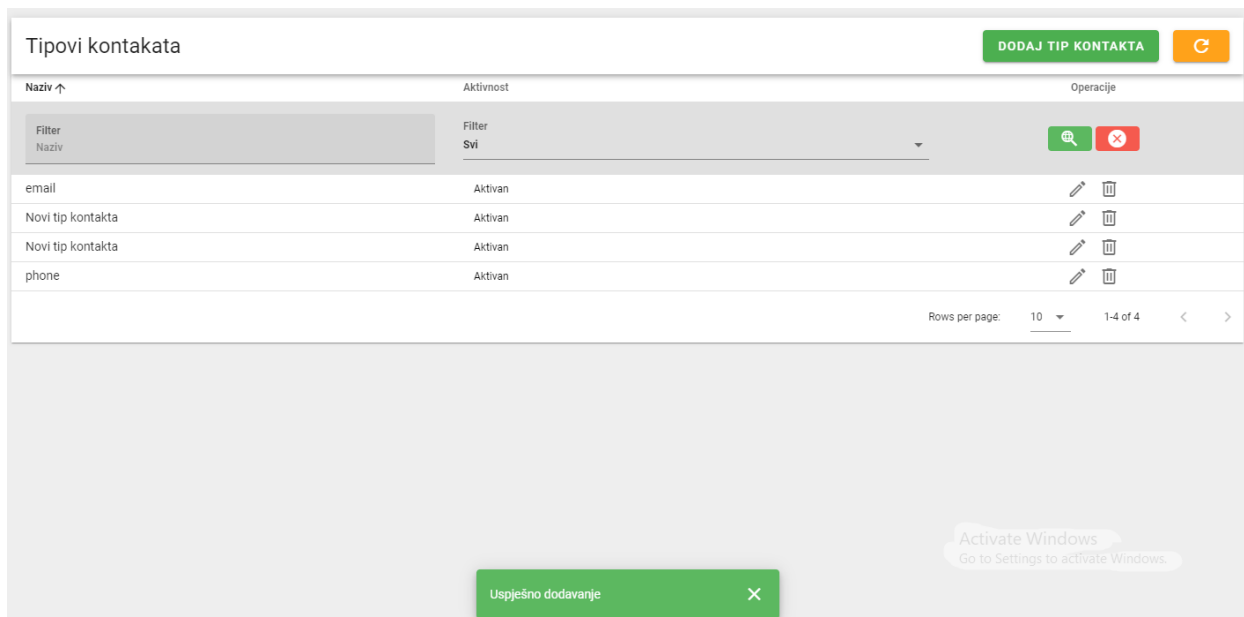 Tipovi kontakata
DODAJ TIP KONTAKTA
Naziv Aktivnost Operacije
Filter
Naziv
Filter
Svi
email Aktivan
Novi tip kontakta Aktivan
Novi tip kontakta Aktivan
phone Aktivan
Rows per page: 10 1-4 of 4
Activate Windows
Go to Settings to activate Windows.
Uspješno dodavanje